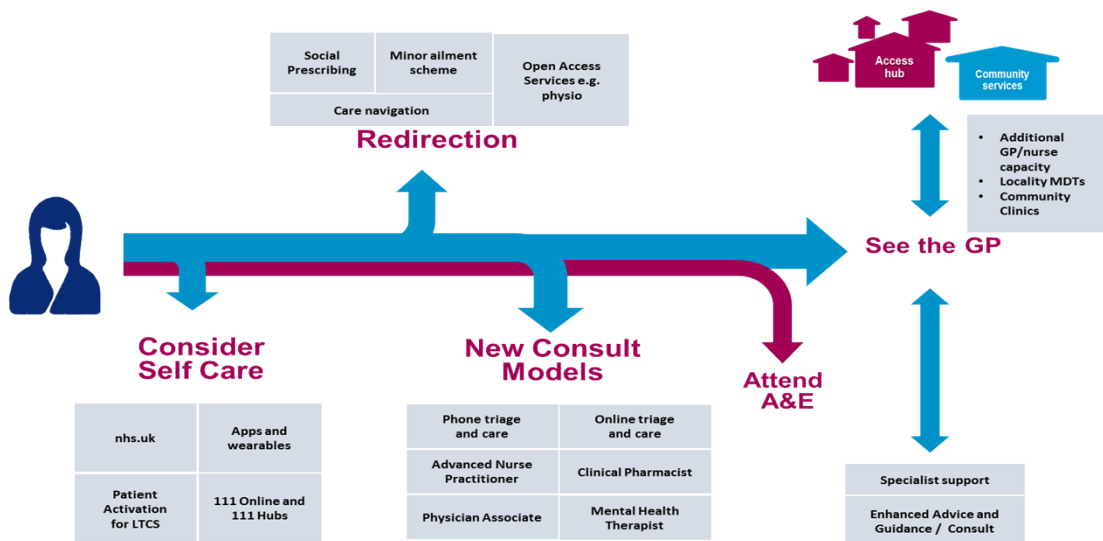 Social
Prescribing
Minor ailment
scheme
Open Access
Services e.g.
physio
Care navigation
Redirection
Access
hub
Community
services
• Additional
GP/nurse
capacity
• Locality MDTs
• Community
Clinics
See the GP
Consider
Self Care
New Consult
Models
Attend
A&E
nhs.uk
Apps and
wearables
Patient
Activation
for LTCS
111 Online and
111 Hubs
Phone triage
and care
Online triage
and care
Advanced Nurse
Practitioner
Clinical Pharmacist
Physician Associate
Mental Health
Therapist
Specialist support
Enhanced Advice and
Guidance / Consult